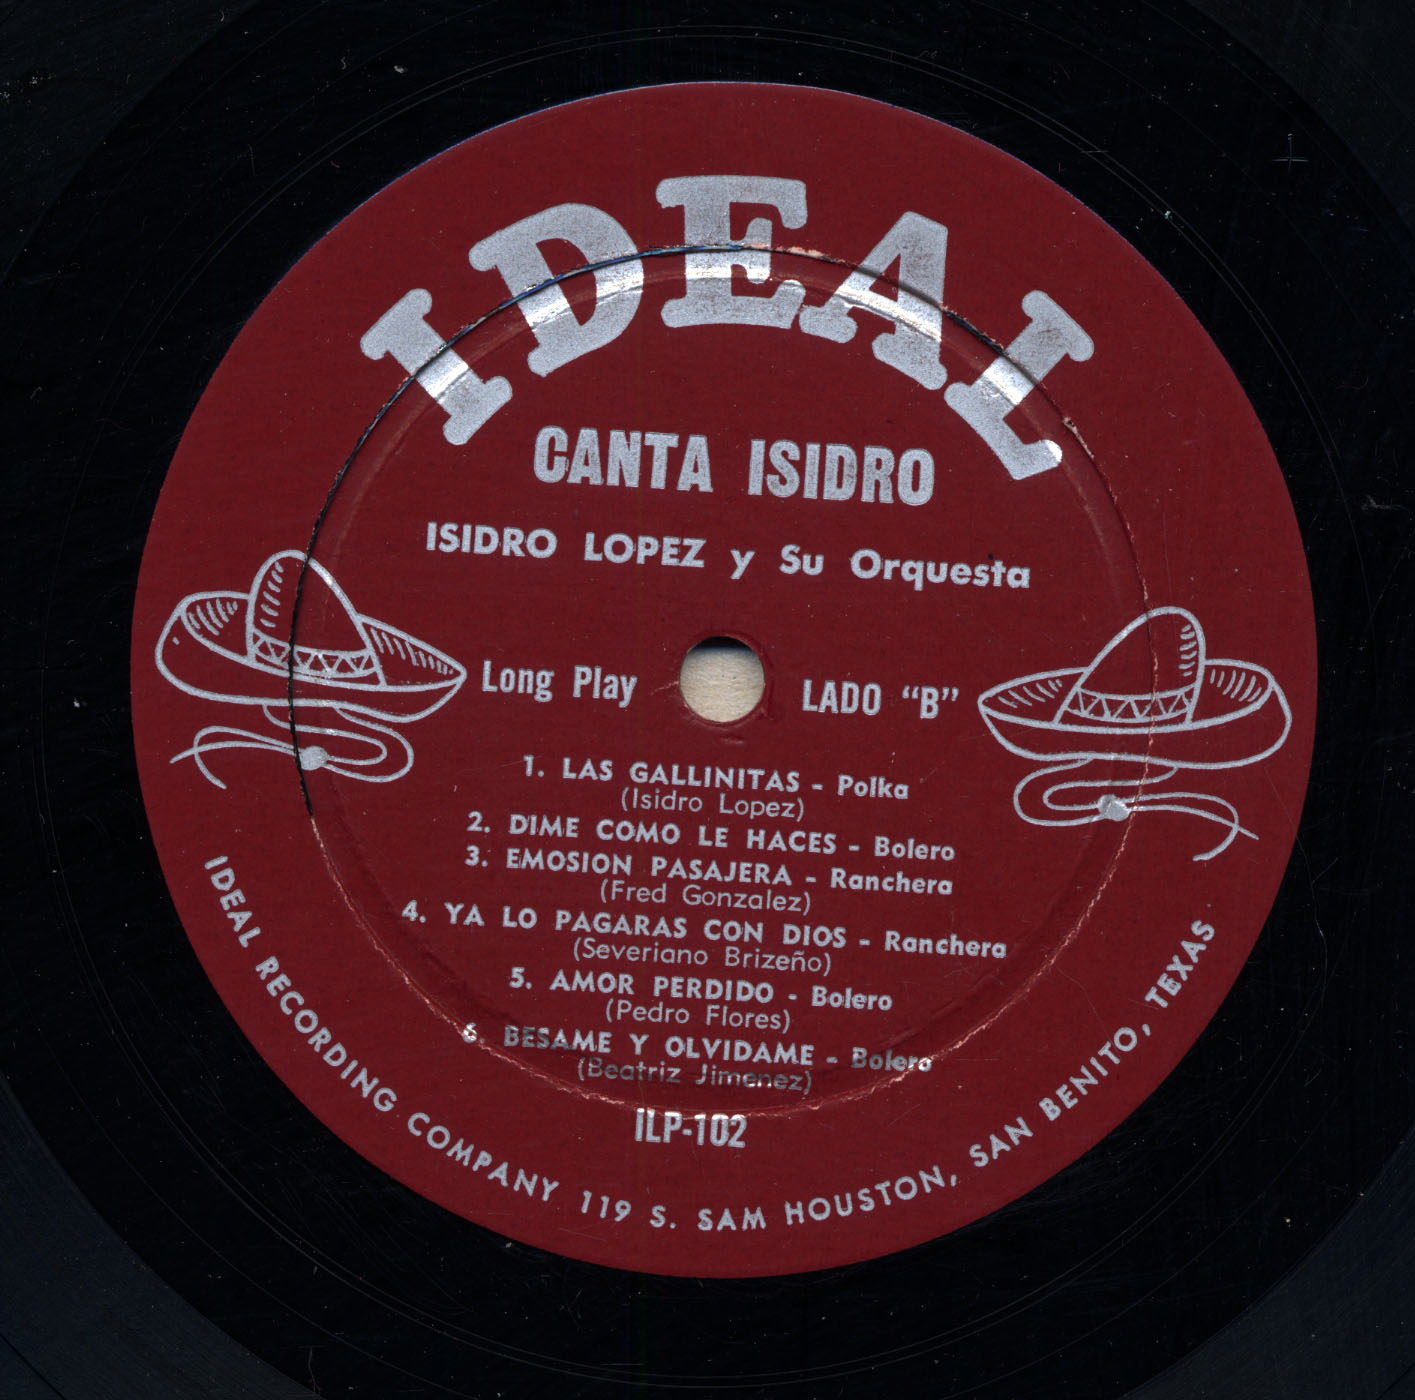 IDEAL
CANTA ISIDRO
ISIDRO LOPEZ y Su Orquesta
Long Play
LADO “B”
1. LAS GALLINITAS - Polka
(Isidro Lopez)
2. DIME COMO LE HACES - Bolero
3. EMOSION PASAJERA - Ranchera
(Fred Gonzalez)
4. YA LO PAGARAS CON DIOS - Ranchera
(Severiano Brizeño)
5. AMOR PERDIDO - Bolero
(Pedro Flores)
6. BESAME Y OLVIDAME - Bolero
(Beatriz Jimenez)
ILP-102
IDEAL RECORDING COMPANY 119 S. SAM HOUSTON, SAN BENITO, TEXAS